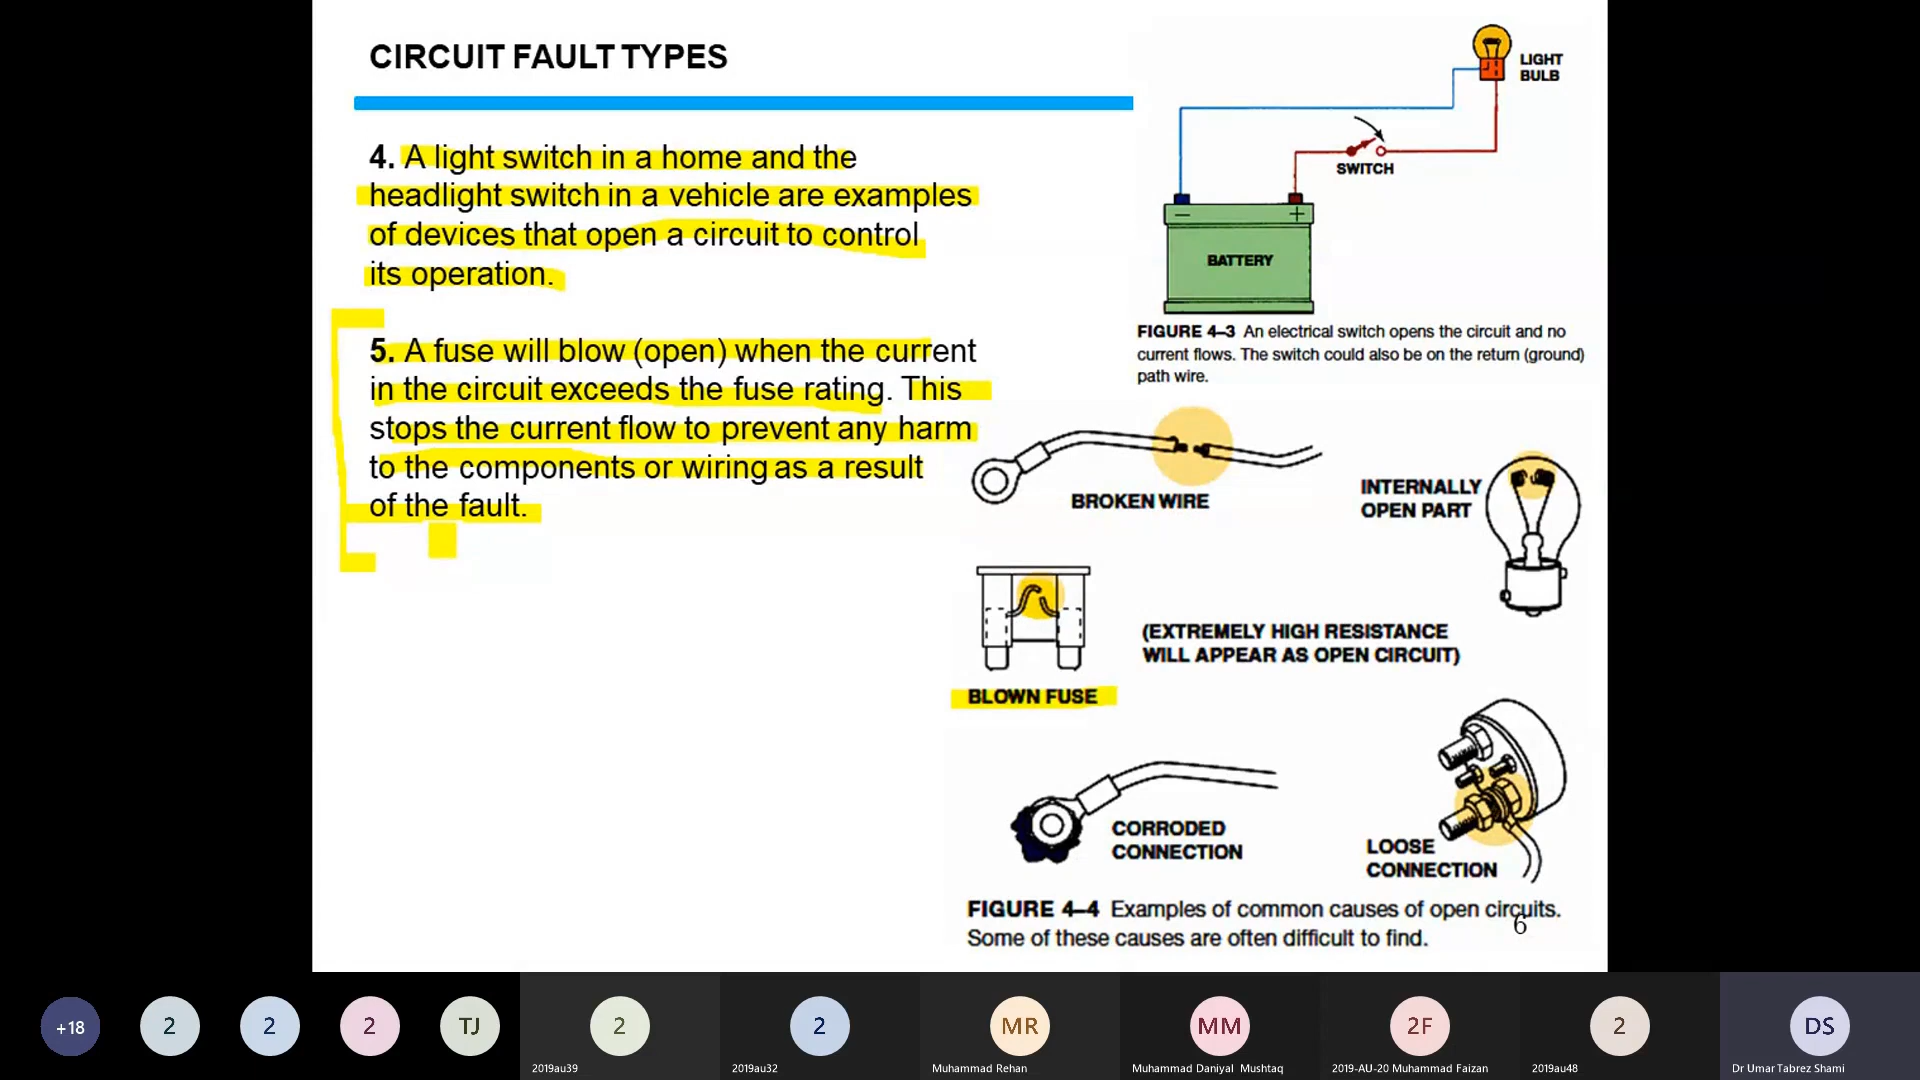 CIRCUIT FAULT TYPES
4. A light switch in a home and the
headlight switch in a vehicle are examples
of devices that open a circuit to control
its operation.
5. A fuse will blow (open) when the current
in the circuit exceeds the fuse rating. This
stops the current flow to prevent any harm
to the components or wiring as a result
of the fault.
LIGHT
BULB
SWITCH
− +
BATTERY
FIGURE 4–3 An electrical switch opens the circuit and no
current flows. The switch could also be on the return (ground)
path wire.
BROKEN WIRE
INTERNALLY
OPEN PART
(EXTREMELY HIGH RESISTANCE
WILL APPEAR AS OPEN CIRCUIT)
BLOWN FUSE
CORRODED
CONNECTION
LOOSE
CONNECTION
FIGURE 4–4 Examples of common causes of open circuits.
Some of these causes are often difficult to find.
6
+18
2
2
2
TJ
2
2019au39
2
2019au32
MR
Muhammad Rehan
MM
Muhammad Daniyal Mushtaq
2F
2019-AU-20 Muhammad Faizan
2
2019au48
DS
Dr Umar Tabrez Shami